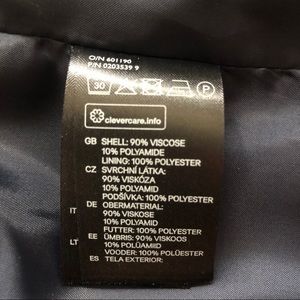 O/N 601190
P/N 0203539 9
30
P
clevercare.info
GB SHELL: 90% VISCOSE
10% POLYAMIDE
LINING: 100% POLYESTER
CZ SVRCHNÍ LÁTKA:
90% VISKÓZA
10% POLYAMID
PODŠÍVKA: 100% POLYESTER
DE OBERMATERIAL:
90% VISKOSE
IT 10% POLYAMID
FUTTER: 100% POLYESTER
EE ÜMBRIS: 90% VISKOOS
LT 10% POLÜAMIID
VOODER: 100% POLÜESTER
ES TELA EXTERIOR: